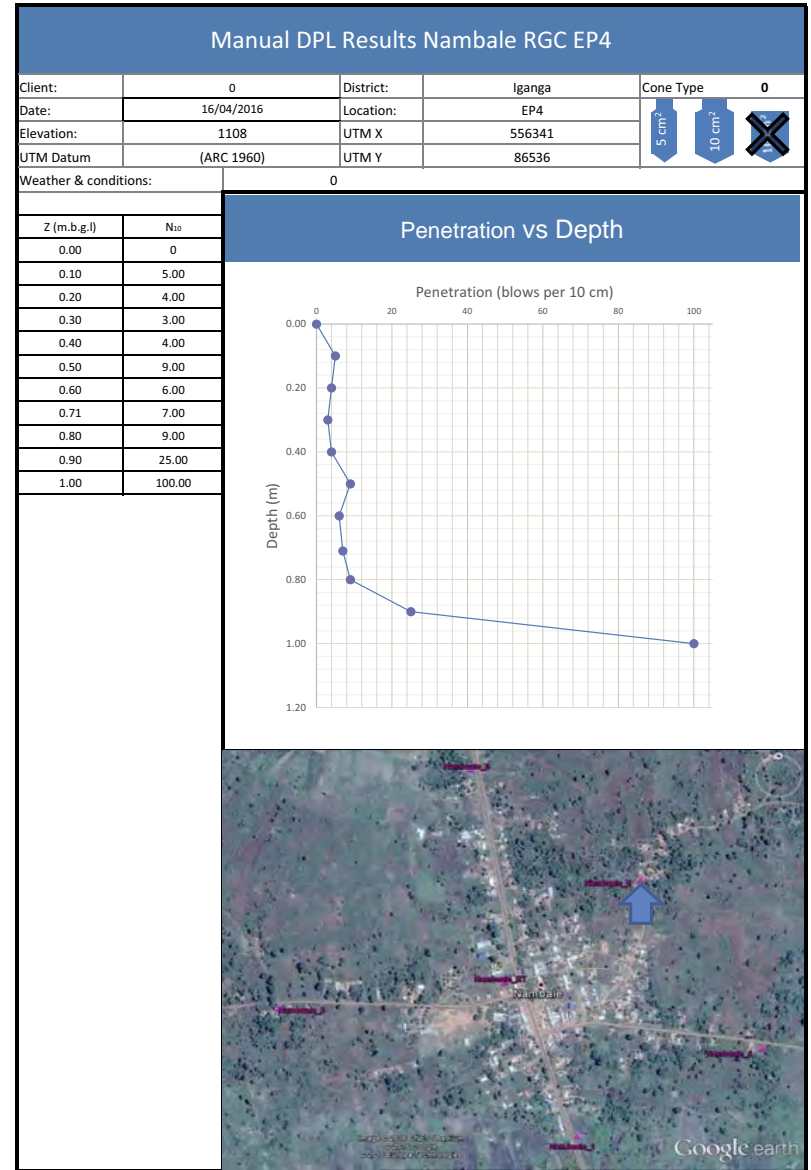 Manual DPL Results Nambale RGC EP4
Client: 0 District: Iganga Cone Type 0
Date: 16/04/2016 Location: EP4
Elevation: 1108 UTM X 556341
UTM Datum (ARC 1960) UTM Y 86536
5 cm²
10 cm²
Weather & conditions: 0
Z (m.b.g.l) N10
0.00 0
0.10 5.00
0.20 4.00
0.30 3.00
0.40 4.00
0.50 9.00
0.60 6.00
0.71 7.00
0.80 9.00
0.90 25.00
1.00 100.00
Penetration vs Depth
Penetration (blows per 10 cm)
0 20 40 60 80 100
0.00
0.20
0.40
0.60
0.80
1.00
1.20
Depth (m)
Nambale
Google earth